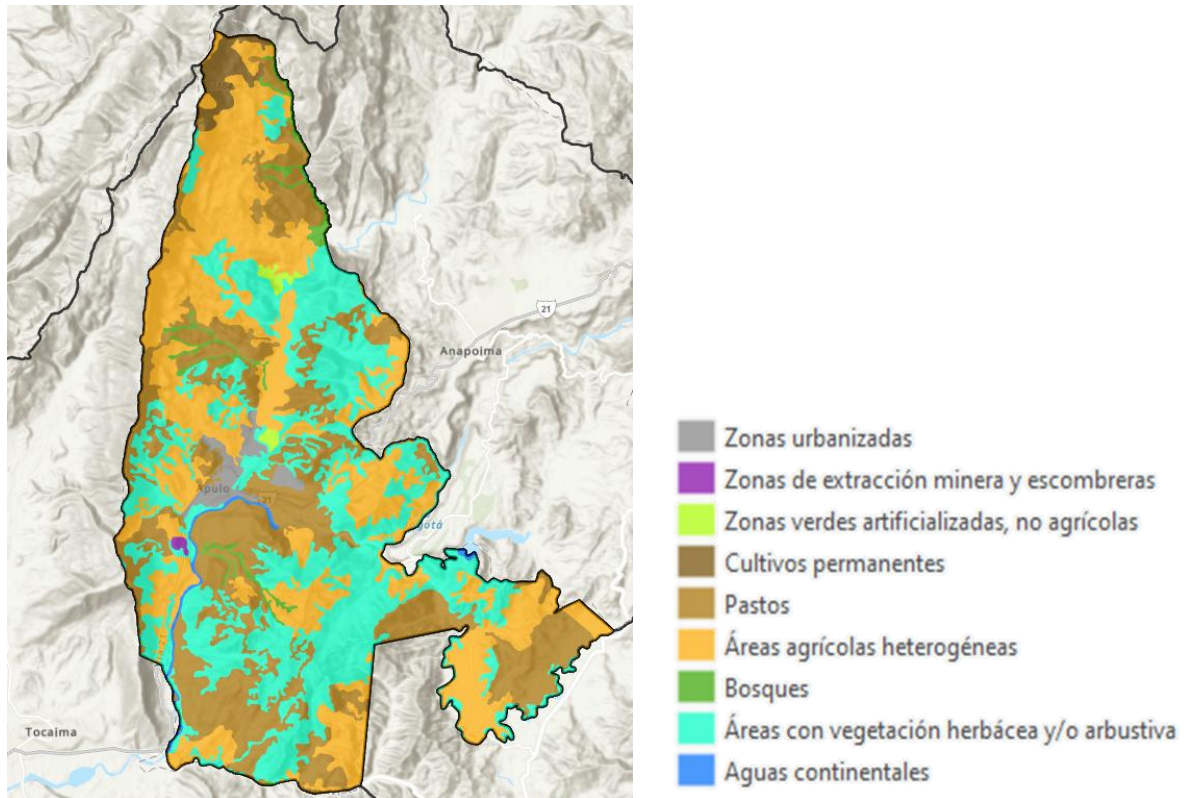 21
Anapoima
Apulo
21
Tocaima
Zonas urbanizadas
Zonas de extracción minera y escombreras
Zonas verdes artificializadas, no agrícolas
Cultivos permanentes
Pastos
Áreas agrícolas heterogéneas
Bosques
Áreas con vegetación herbácea y/o arbustiva
Aguas continentales